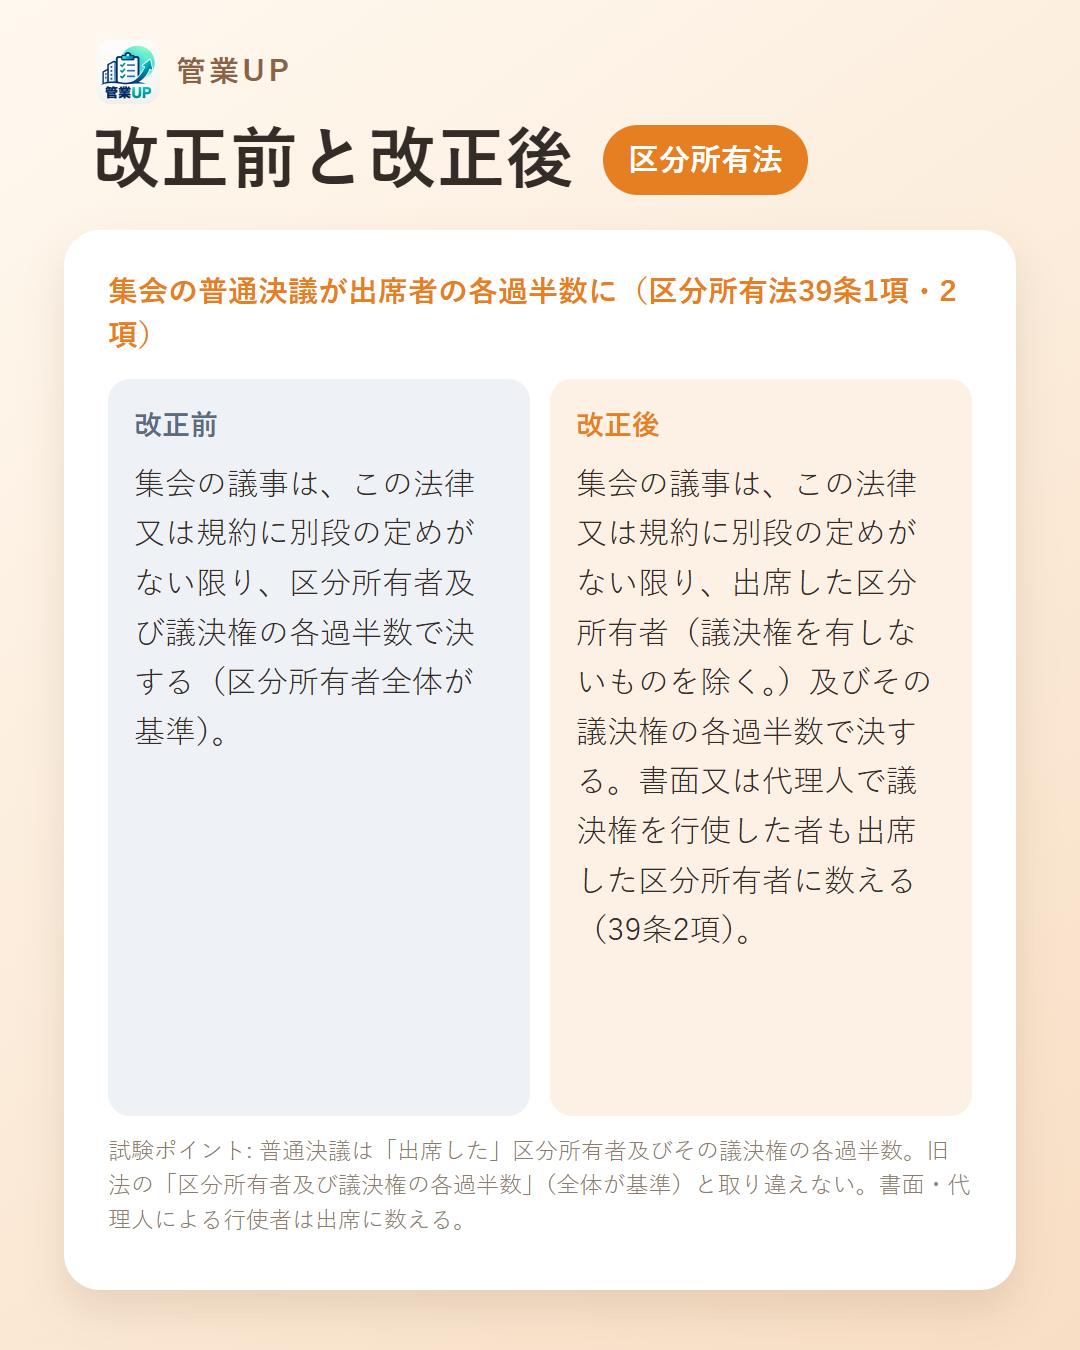 管業UP
管業UP
改正前と改正後
区分所有法
集会の普通決議が出席者の各過半数に（区分所有法39条1項・2
項）
改正前
集会の議事は、この法律
又は規約に別段の定めが
ない限り、区分所有者及
び議決権の各過半数で決
する（区分所有者全体が
基準）。
改正後
集会の議事は、この法律
又は規約に別段の定めが
ない限り、出席した区分
所有者（議決権を有しな
いものを除く。）及びその
議決権の各過半数で決す
る。書面又は代理人で議
決権を行使した者も出席
した区分所有者に数える
（39条2項）。
試験ポイント: 普通決議は「出席した」区分所有者及びその議決権の各過半数。旧
法の「区分所有者及び議決権の各過半数」（全体が基準）と取り違えない。書面・代
理人による行使者は出席に数える。